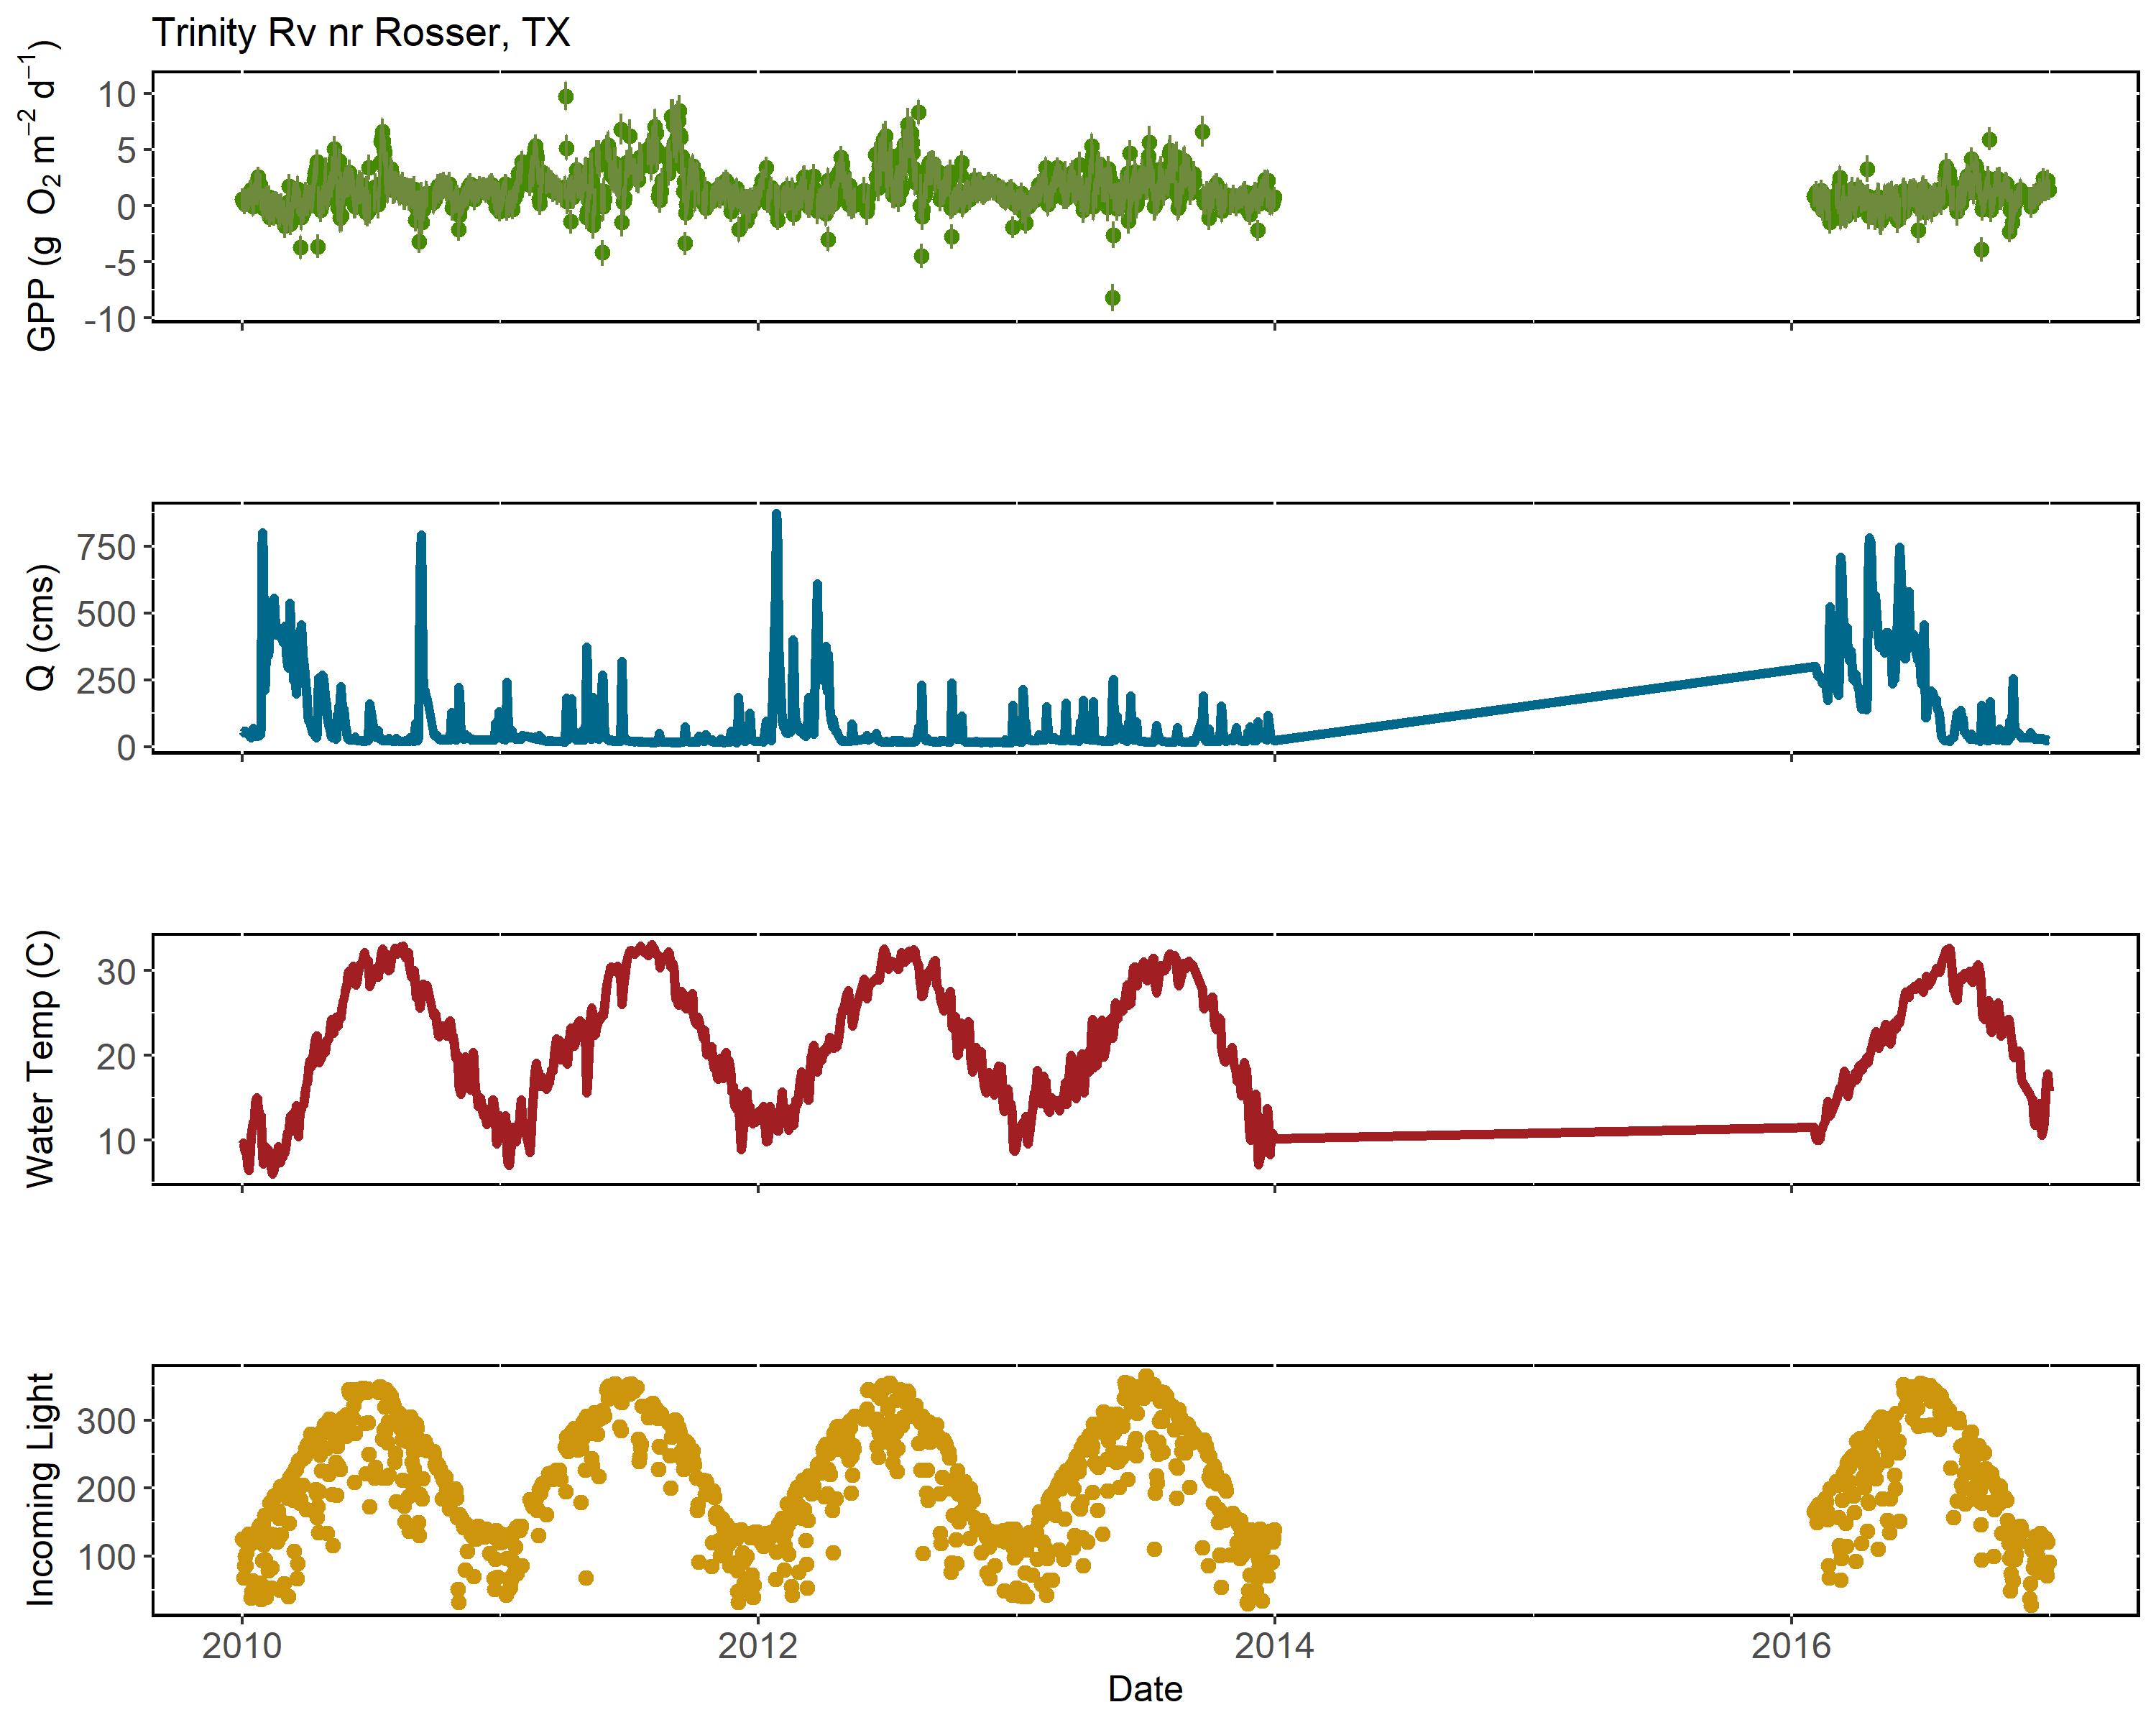 Trinity Rv nr Rosser, TX
GPP (g O₂ m⁻² d⁻¹)
10
5
0
-5
-10
Q (cms)
750
500
250
0
Water Temp (C)
30
20
10
Incoming Light
300
200
100
2010 2012 2014 2016
Date